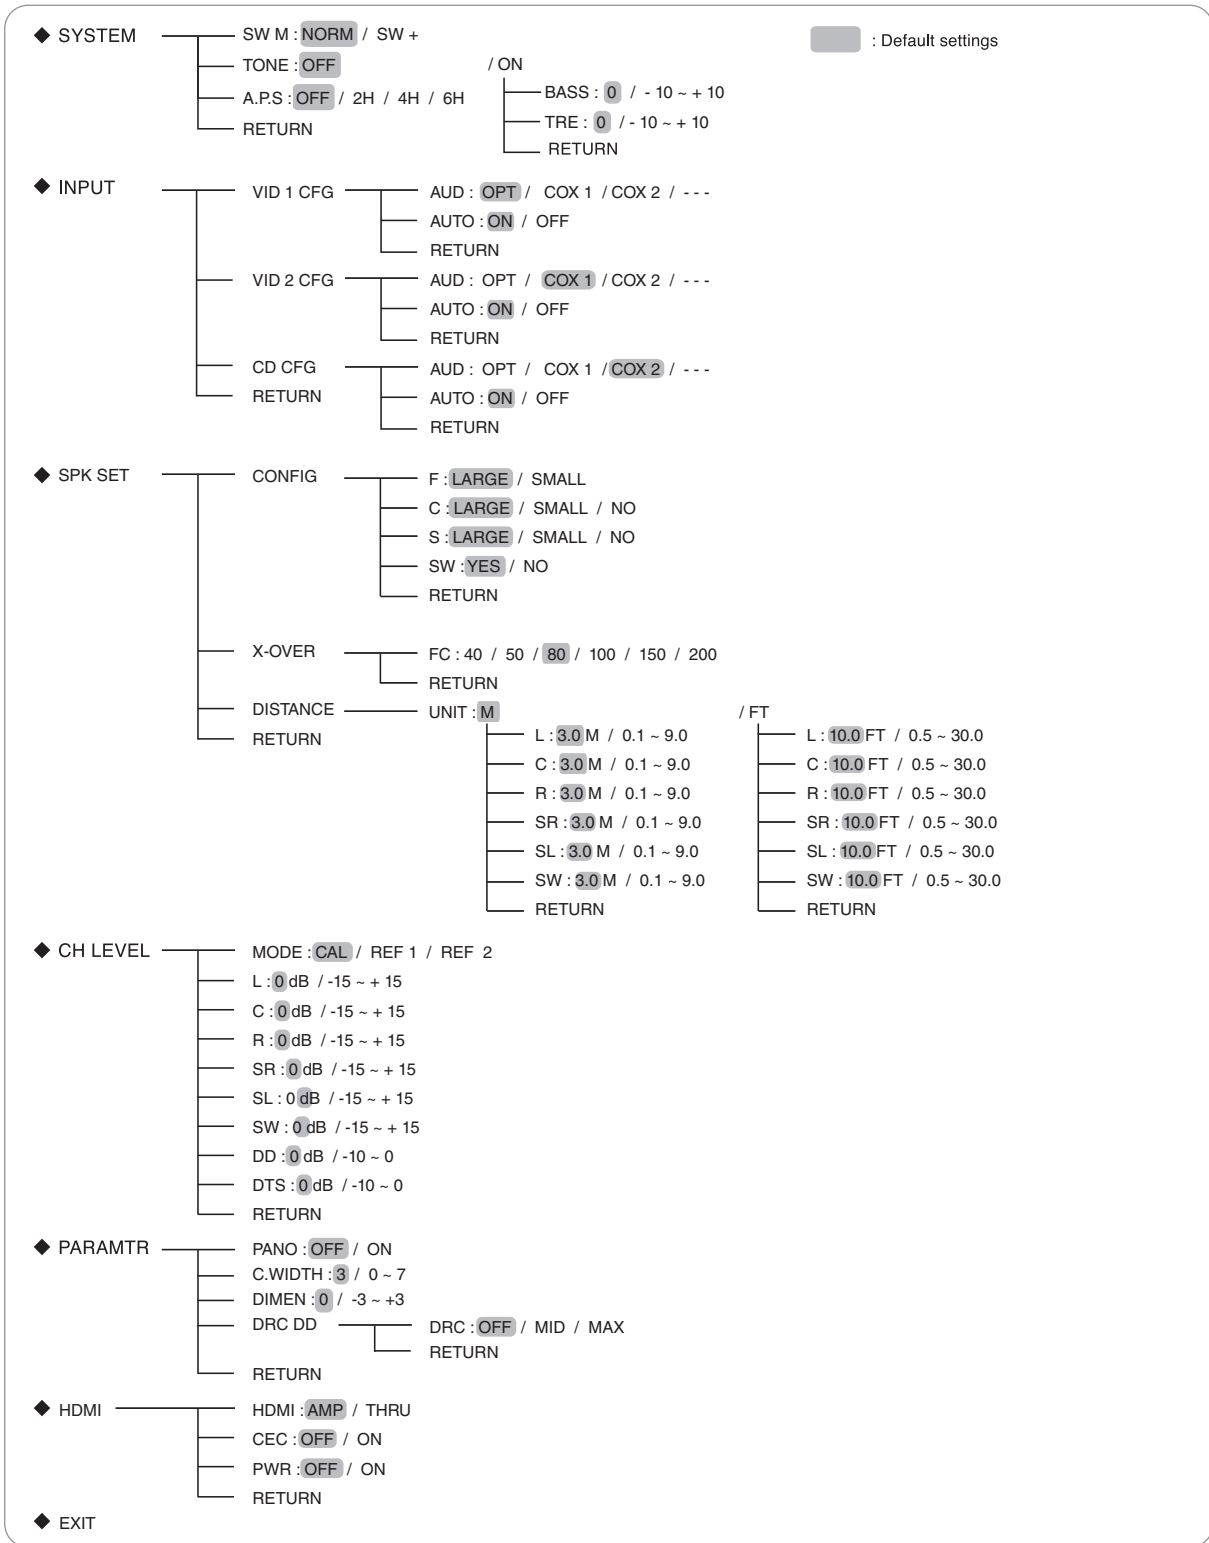 ◆ SYSTEM
SW M : NORM / SW +
: Default settings
TONE : OFF / ON
BASS : 0 / - 10 ~ + 10
TRE : 0 / - 10 ~ + 10
RETURN
A.P.S : OFF / 2H / 4H / 6H
RETURN
◆ INPUT
VID 1 CFG
AUD : OPT / COX 1 / COX 2 / - - -
AUTO : ON / OFF
RETURN
VID 2 CFG
AUD : OPT / COX 1 / COX 2 / - - -
AUTO : ON / OFF
RETURN
CD CFG
AUD : OPT / COX 1 / COX 2 / - - -
AUTO : ON / OFF
RETURN
RETURN
◆ SPK SET
CONFIG
F : LARGE / SMALL
C : LARGE / SMALL / NO
S : LARGE / SMALL / NO
SW : YES / NO
RETURN
X-OVER
FC : 40 / 50 / 80 / 100 / 150 / 200
RETURN
DISTANCE
UNIT : M
L : 3.0 M / 0.1 ~ 9.0
C : 3.0 M / 0.1 ~ 9.0
R : 3.0 M / 0.1 ~ 9.0
SR : 3.0 M / 0.1 ~ 9.0
SL : 3.0 M / 0.1 ~ 9.0
SW : 3.0 M / 0.1 ~ 9.0
RETURN
/ FT
L : 10.0 FT / 0.5 ~ 30.0
C : 10.0 FT / 0.5 ~ 30.0
R : 10.0 FT / 0.5 ~ 30.0
SR : 10.0 FT / 0.5 ~ 30.0
SL : 10.0 FT / 0.5 ~ 30.0
SW : 10.0 FT / 0.5 ~ 30.0
RETURN
RETURN
◆ CH LEVEL
MODE : CAL / REF 1 / REF 2
L : 0 dB / -15 ~ + 15
C : 0 dB / -15 ~ + 15
R : 0 dB / -15 ~ + 15
SR : 0 dB / -15 ~ + 15
SL : 0 dB / -15 ~ + 15
SW : 0 dB / -15 ~ + 15
DD : 0 dB / -10 ~ 0
DTS : 0 dB / -10 ~ 0
RETURN
◆ PARAMTR
PANO : OFF / ON
C.WIDTH : 3 / 0 ~ 7
DIMEN : 0 / -3 ~ +3
DRC DD
DRC : OFF / MID / MAX
RETURN
RETURN
◆ HDMI
HDMI : AMP / THRU
CEC : OFF / ON
PWR : OFF / ON
RETURN
◆ EXIT